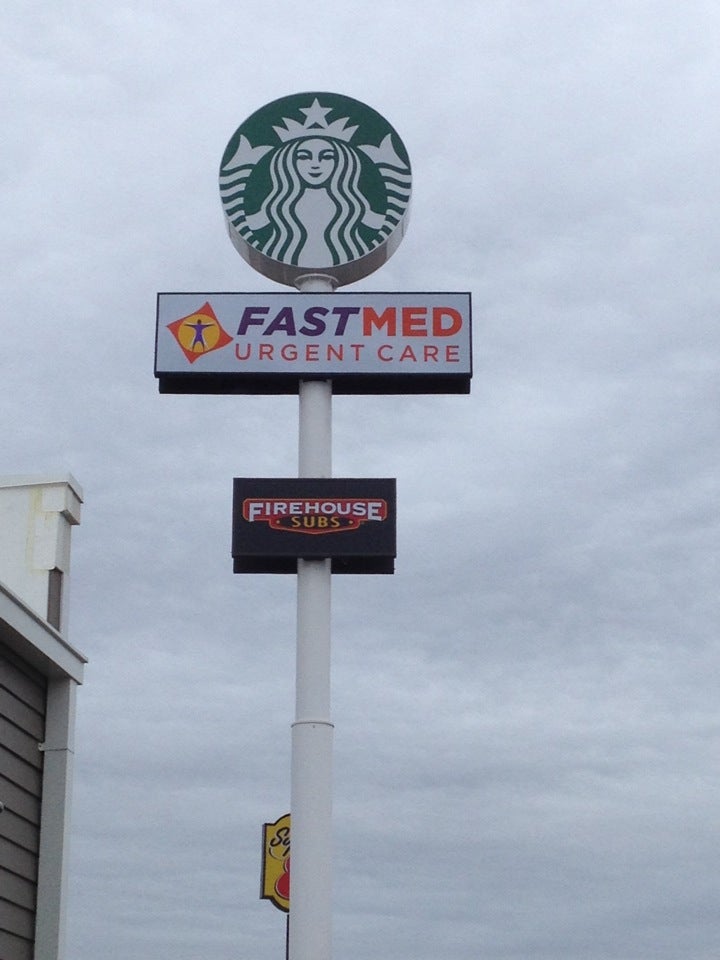 FASTMED
URGENT CARE
FIREHOUSE
SUBS